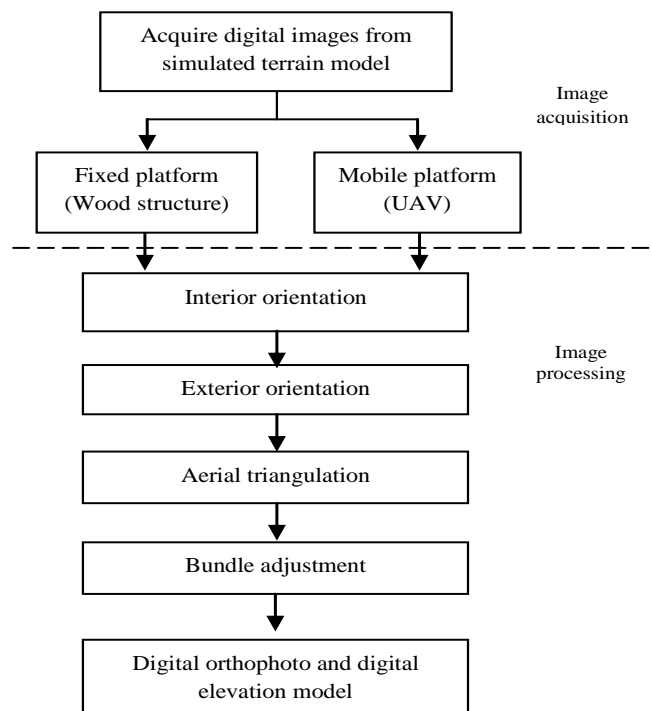 Acquire digital images from
simulated terrain model
Image
acquisition
Fixed platform
(Wood structure)
Mobile platform
(UAV)
Interior orientation
Image
processing
Exterior orientation
Aerial triangulation
Bundle adjustment
Digital orthophoto and digital
elevation model